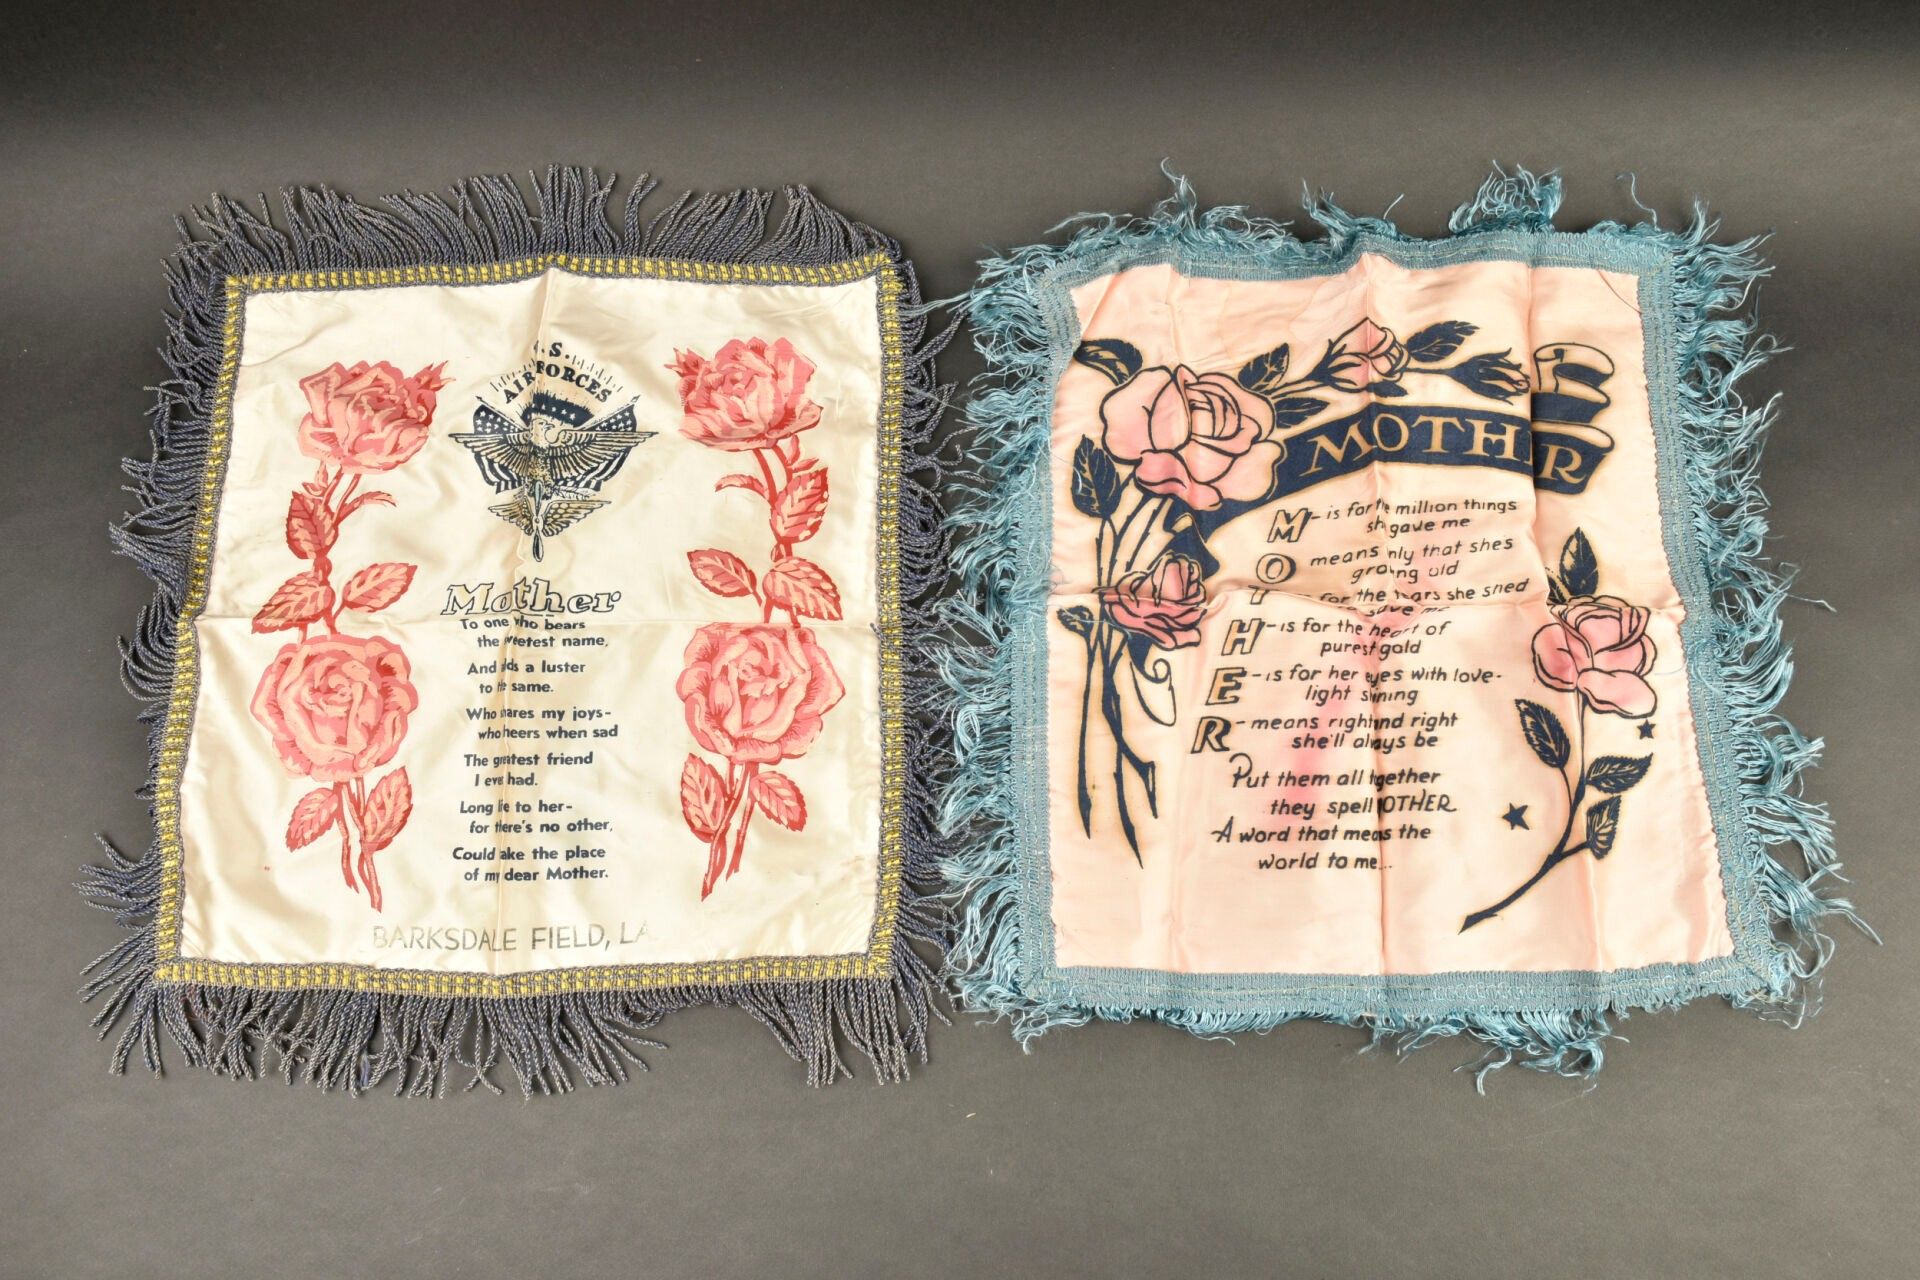 .S.
AIR FORCES
Mother
To one who bears
the sweetest name,
And adds a luster
to the same.
Who shares my joys-
who cheers when sad
The greatest friend
I ever had.
Long life to her-
for there's no other,
Could take the place
of my dear Mother.
BARKSDALE FIELD, LA
MOTHER
M-is for the million things
she gave me
O means only that shes
growing old
T for the tears she shed
to save me
H-is for the heart of
purest gold
E-is for her eyes with love-
light shining
R-means right and right
she'll always be
Put them all together
they spell MOTHER
A word that means the
world to me...